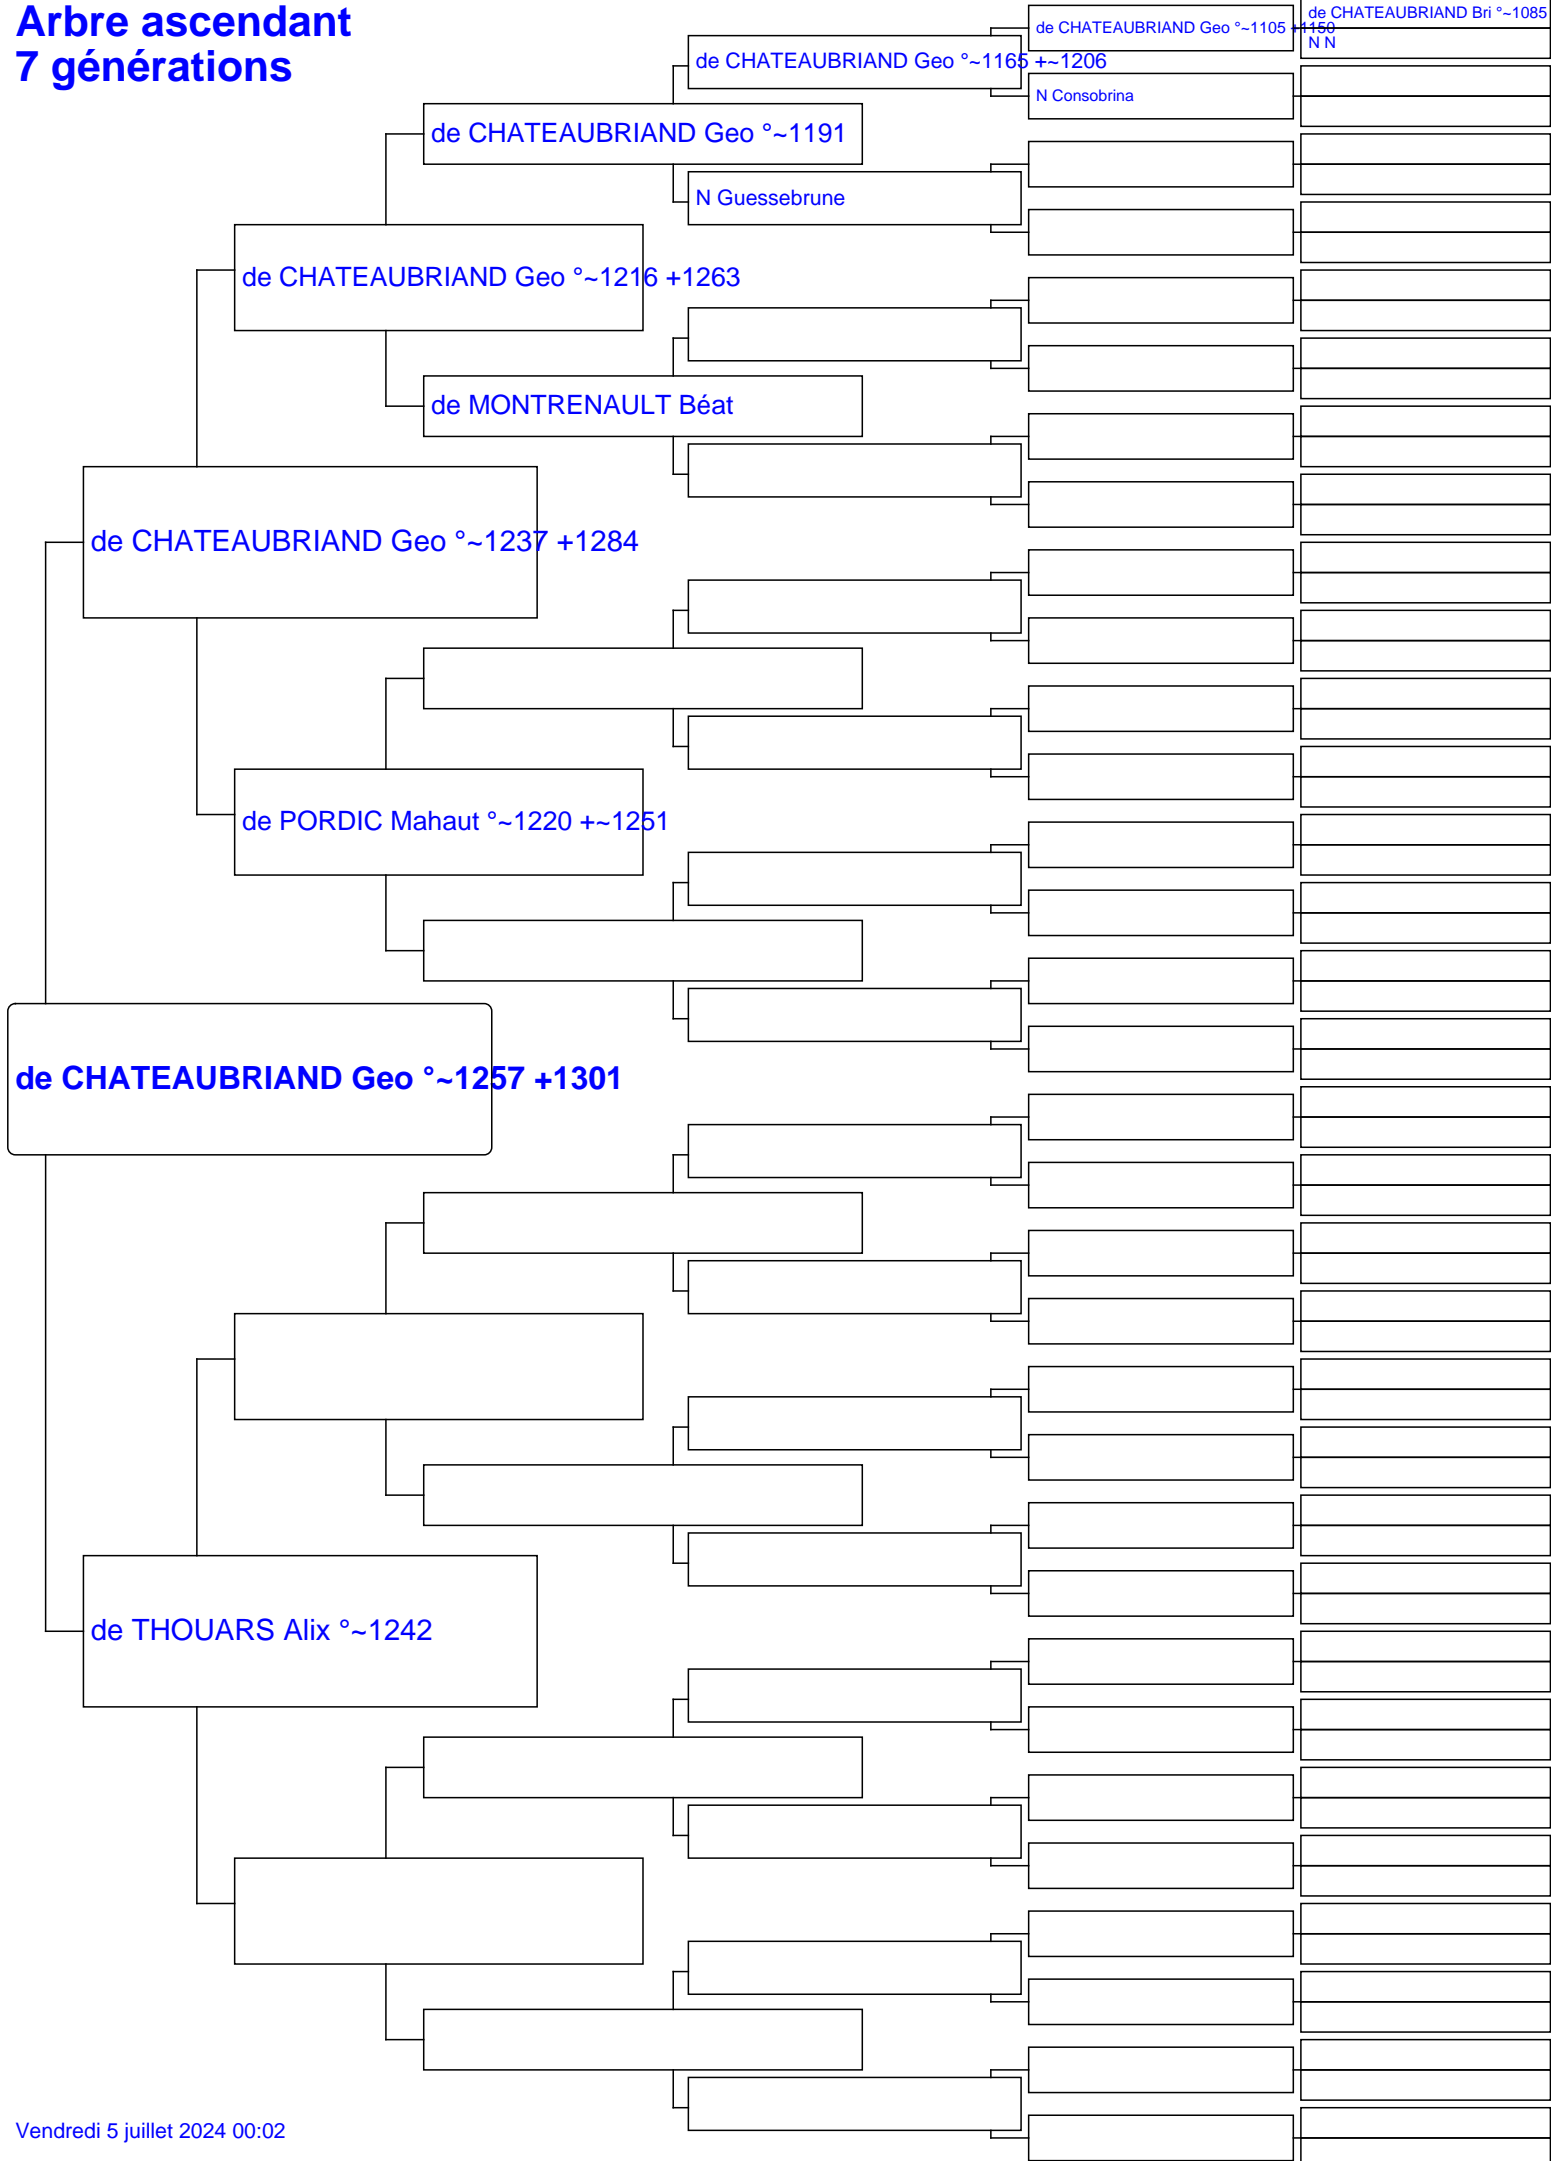 Arbre ascendant
7 générations
de CHATEAUBRIAND Bri °~1085
de CHATEAUBRIAND Geo °~1105 +1150
N N
de CHATEAUBRIAND Geo °~1165 +~1206
N Consobrina
de CHATEAUBRIAND Geo °~1191
N Guessebrune
de CHATEAUBRIAND Geo °~1216 +1263
de MONTRENAULT Béat
de CHATEAUBRIAND Geo °~1237 +1284
de PORDIC Mahaut °~1220 +~1251
de CHATEAUBRIAND Geo °~1257 +1301
de THOUARS Alix °~1242
Vendredi 5 juillet 2024 00:02